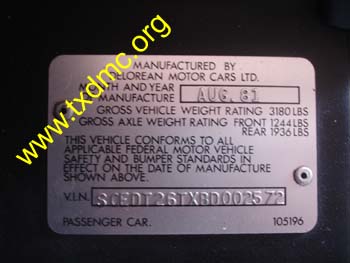 www.txdmc.org
MANUFACTURED BY
DELOREAN MOTOR CARS LTD.
MONTH AND YEAR
OF MANUFACTURE AUG. 81
GROSS VEHICLE WEIGHT RATING 3180 LBS
GROSS AXLE WEIGHT RATING FRONT 1244 LBS
REAR 1936 LBS
THIS VEHICLE CONFORMS TO ALL
APPLICABLE FEDERAL MOTOR VEHICLE
SAFETY AND BUMPER STANDARDS IN
EFFECT ON THE DATE OF MANUFACTURE
SHOWN ABOVE.
V.I.N. SCEDT26TXBD002572
PASSENGER CAR. 105196